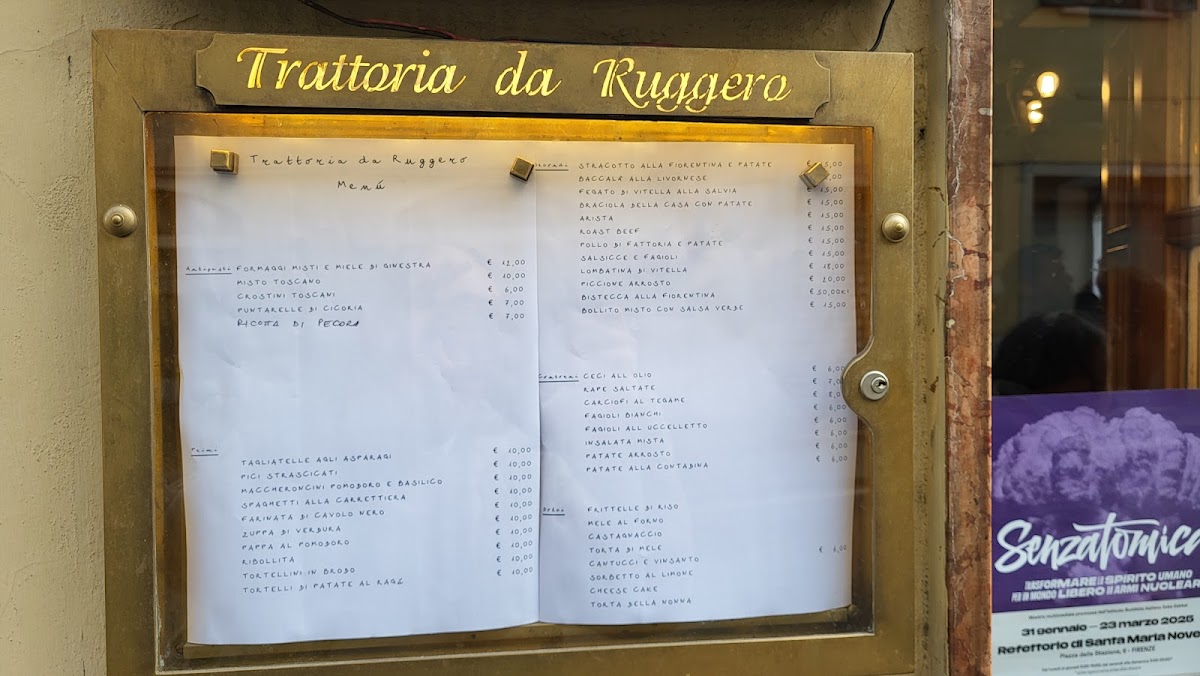 Trattoria da Ruggero
Trattoria da Ruggero
Menú
Antipasti FORMAGGI MISTI E MIELE DI GINESTRA € 12,00
MISTO TOSCANO € 10,00
CROSTINI TOSCANI € 6,00
PUNTARELLE DI CICORIA € 7,00
RICOTTA DI PECORA € 7,00
Primi
TAGLIATELLE AGLI ASPARAGI € 10,00
PICI STRASCICATI € 10,00
MACCHERONCINI POMODORO E BASILICO € 10,00
SPAGHETTI ALLA CARRETTIERA € 10,00
FARINATA DI CAVOLO NERO € 10,00
ZUPPA DI VERDURA € 10,00
PAPPA AL POMODORO € 10,00
RIBOLLITA € 10,00
TORTELLINI IN BRODO € 10,00
TORTELLI DI PATATE AL RAGÙ € 10,00
STRACOTTO ALLA FIORENTINA E PATATE € 5,00
BACCALÀ ALLA LIVORNESE ,00
FEGATO DI VITELLA ALLA SALVIA € 15,00
BRACIOLA DELLA CASA CON PATATE € 15,00
ARISTA € 15,00
ROAST BEEF € 15,00
POLLO DI FATTORIA E PATATE € 15,00
SALSICCE E FAGIOLI € 15,00
LOMBATINA DI VITELLA € 18,00
PICCIONE ARROSTO € 20,00
BISTECCA ALLA FIORENTINA € 50,00
BOLLITO MISTO CON SALSA VERDE € 15,00
Contorni CECI ALL OLIO € 6,00
RAPE SALTATE € 7,0
CARCIOFI AL TEGAME € 8,0
FAGIOLI BIANCHI € 6,00
FAGIOLI ALL UCCELLETTO € 6,00
INSALATA MISTA € 6,00
PATATE ARROSTO € 6,00
PATATE ALLA CONTADINA € 6,00
Dolci FRITTELLE DI RISO
MELE AL FORNO
CASTAGNACCIO
TORTA DI MELE € 6,00
CANTUCCI E VINSANTO
SORBETTO AL LIMONE
CHEESE CAKE
TORTA DELLA NONNA
Senzatomica
TRASFORMARE LO SPIRITO UMANO
PER UN MONDO LIBERO DA ARMI NUCLEAR
31 gennaio — 23 marzo 2025
Refettorio di Santa Maria Nove
Piazza della Stazione, 6 - FIRENZE